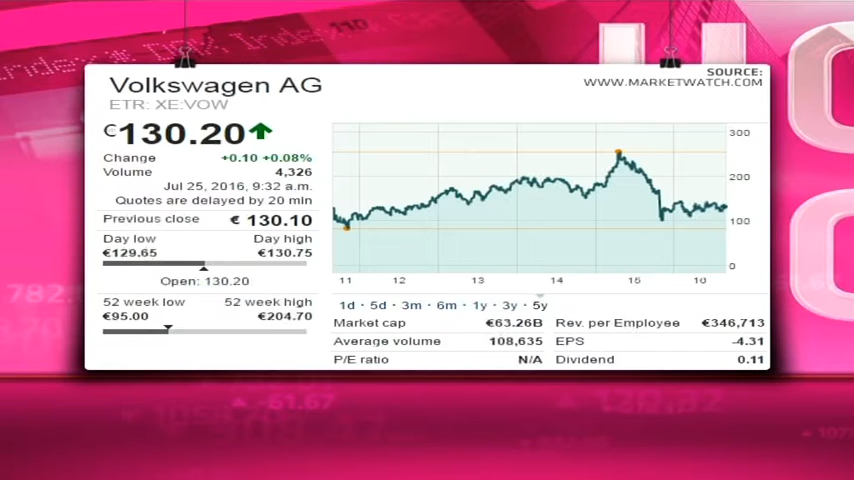 Volkswagen AG
ETR: XE:VOW
SOURCE:
WWW.MARKETWATCH.COM
€130.20
Change +0.10 +0.08%
Volume 4,326
Jul 25, 2016, 9:32 a.m.
Quotes are delayed by 20 min
Previous close € 130.10
Day low Day high
€129.65 €130.75
Open: 130.20
52 week low 52 week high
€95.00 €204.70
300
200
100
0
11 12 13 14 15
1d · 5d · 3m · 6m · 1y · 3y · 5y
Market cap €63.26B Rev. per Employee €346,713
Average volume 108,635 EPS -4.31
P/E ratio N/A Dividend 0.11
-61.67